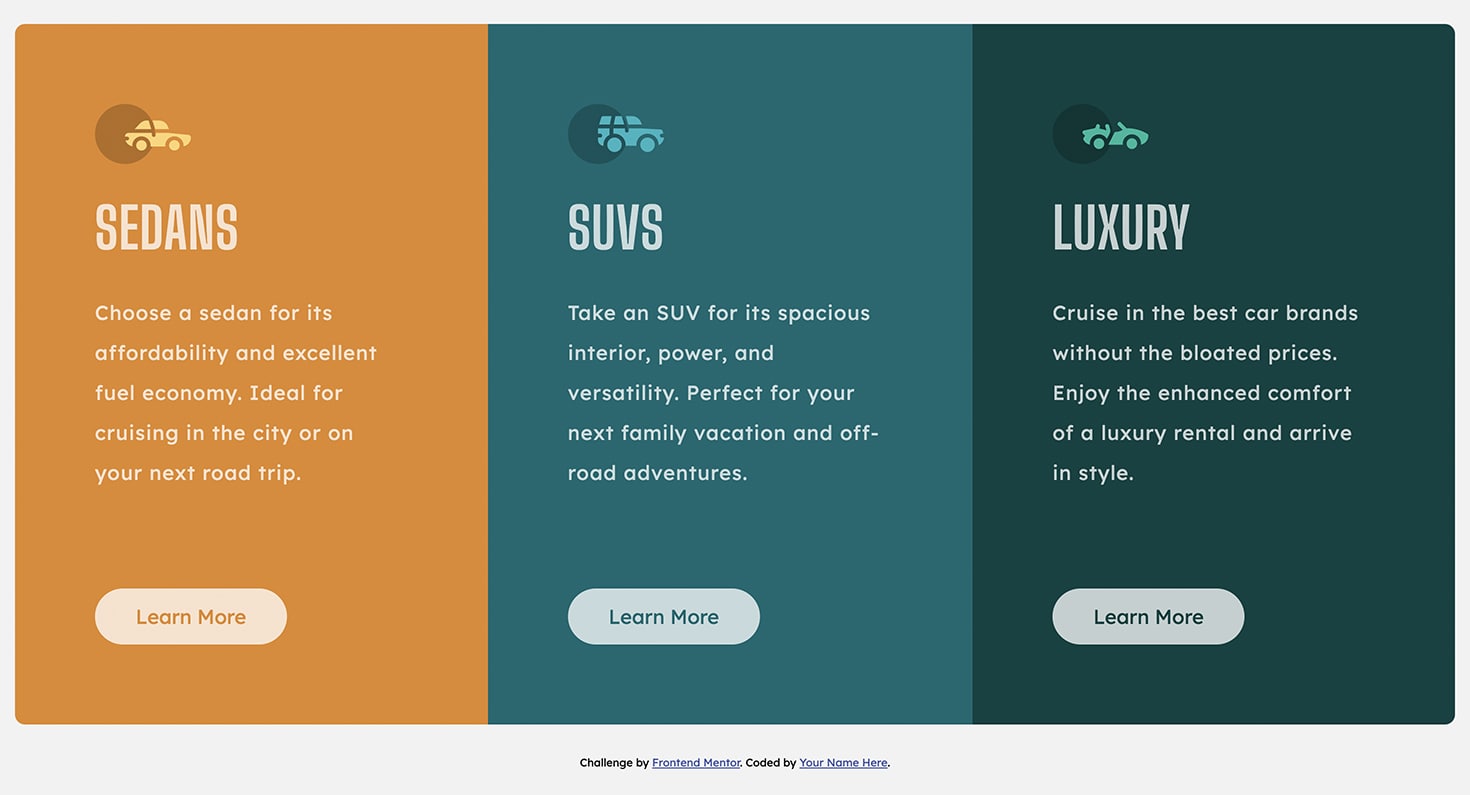 SEDANS
Choose a sedan for its
affordability and excellent
fuel economy. Ideal for
cruising in the city or on
your next road trip.
Learn More
SUVS
Take an SUV for its spacious
interior, power, and
versatility. Perfect for your
next family vacation and off-
road adventures.
Learn More
LUXURY
Cruise in the best car brands
without the bloated prices.
Enjoy the enhanced comfort
of a luxury rental and arrive
in style.
Learn More
Challenge by Frontend Mentor. Coded by Your Name Here.